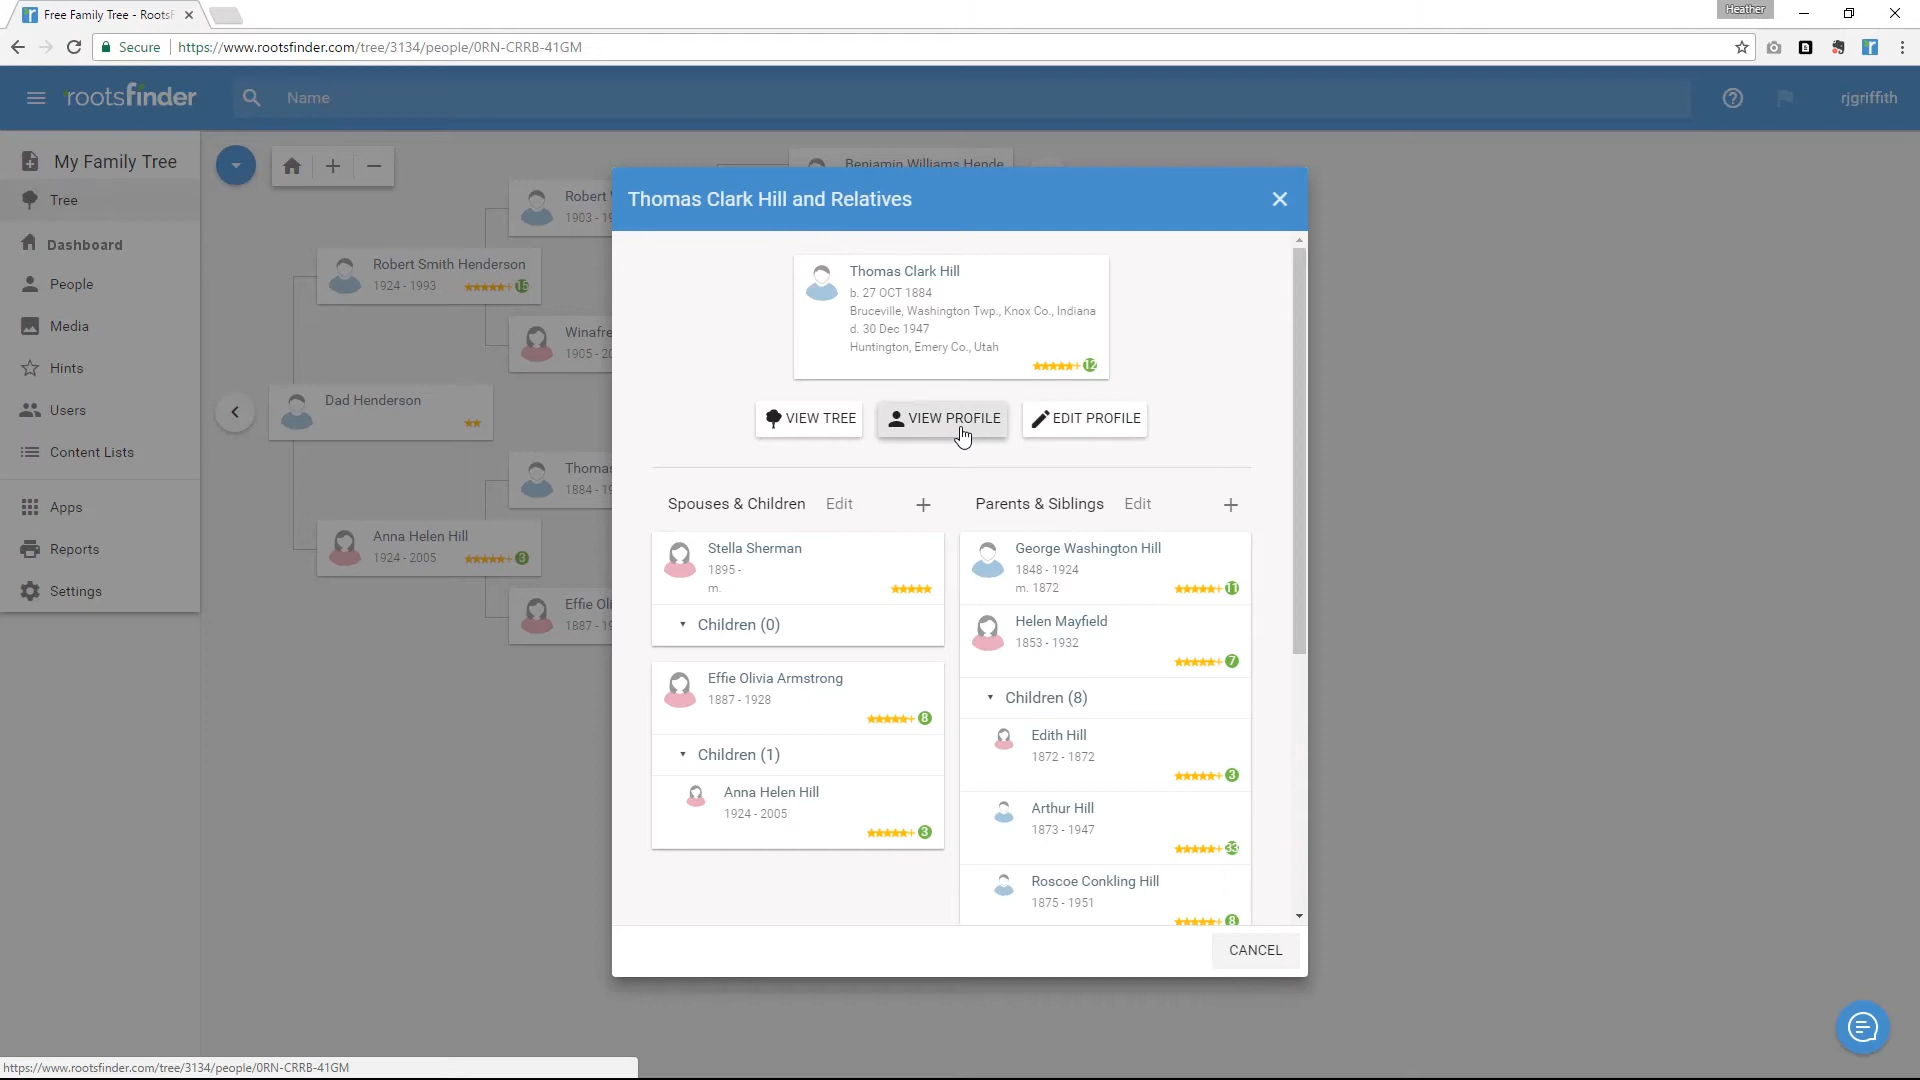 Free Family Tree - RootsF
Heather
Secure
https://www.rootsfinder.com/tree/3134/people/0RN-CRRB-41GM
rootsfinder
Name
rjgriffith
My Family Tree
Tree
Dashboard
People
Media
Hints
Users
Content Lists
Apps
Reports
Settings
Benjamin Williams Hende
Robert
1903 - 19
Robert Smith Henderson
1924 - 1993
15
Winafre
1905 - 20
Dad Henderson
Thomas
1884 - 19
Anna Helen Hill
1924 - 2005
3
Effie Oli
1887 - 19
Thomas Clark Hill and Relatives
Thomas Clark Hill
b. 27 OCT 1884
Bruceville, Washington Twp., Knox Co., Indiana
d. 30 Dec 1947
Huntington, Emery Co., Utah
12
VIEW TREE
VIEW PROFILE
EDIT PROFILE
Spouses & Children Edit
Stella Sherman
1895 -
m.
Children (0)
Effie Olivia Armstrong
1887 - 1928
8
Children (1)
Anna Helen Hill
1924 - 2005
3
Parents & Siblings Edit
George Washington Hill
1848 - 1924
m. 1872
11
Helen Mayfield
1853 - 1932
7
Children (8)
Edith Hill
1872 - 1872
3
Arthur Hill
1873 - 1947
33
Roscoe Conkling Hill
1875 - 1951
8
CANCEL
https://www.rootsfinder.com/tree/3134/people/0RN-CRRB-41GM